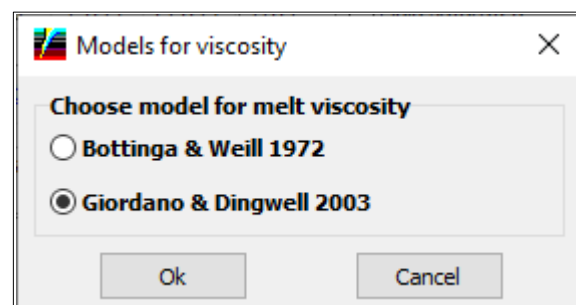 Models for viscosity
Choose model for melt viscosity
Bottinga & Weill 1972
Giordano & Dingwell 2003
Ok Cancel